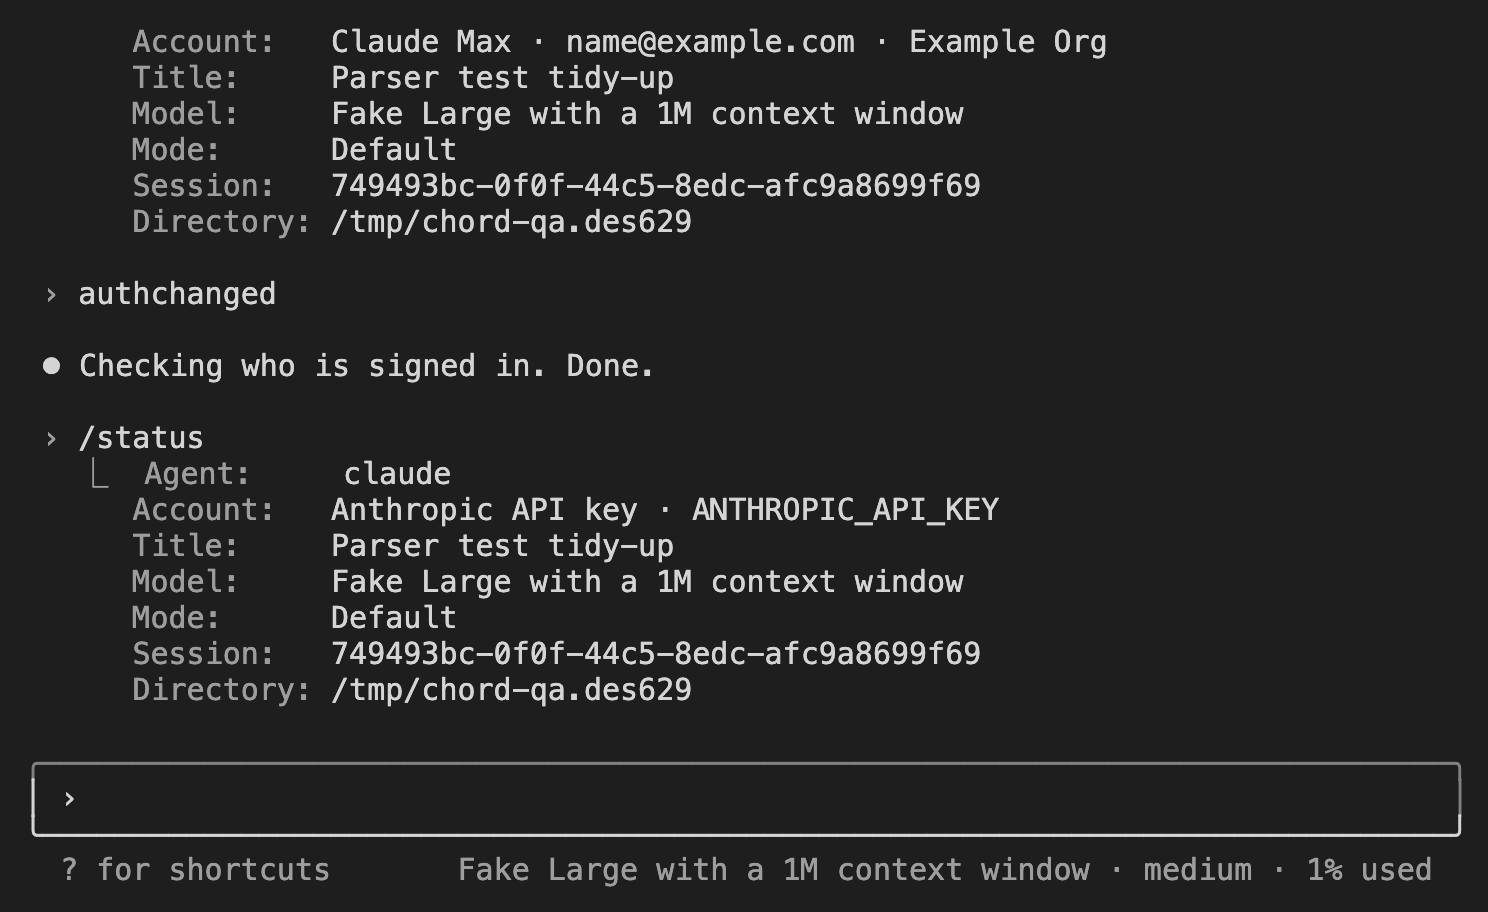 Account: Claude Max · name@example.com · Example Org
Title: Parser test tidy-up
Model: Fake Large with a 1M context window
Mode: Default
Session: 749493bc-0f0f-44c5-8edc-afc9a8699f69
Directory: /tmp/chord-qa.des629
› authchanged
● Checking who is signed in. Done.
› /status
⎿ Agent: claude
Account: Anthropic API key · ANTHROPIC_API_KEY
Title: Parser test tidy-up
Model: Fake Large with a 1M context window
Mode: Default
Session: 749493bc-0f0f-44c5-8edc-afc9a8699f69
Directory: /tmp/chord-qa.des629
›
? for shortcuts Fake Large with a 1M context window · medium · 1% used